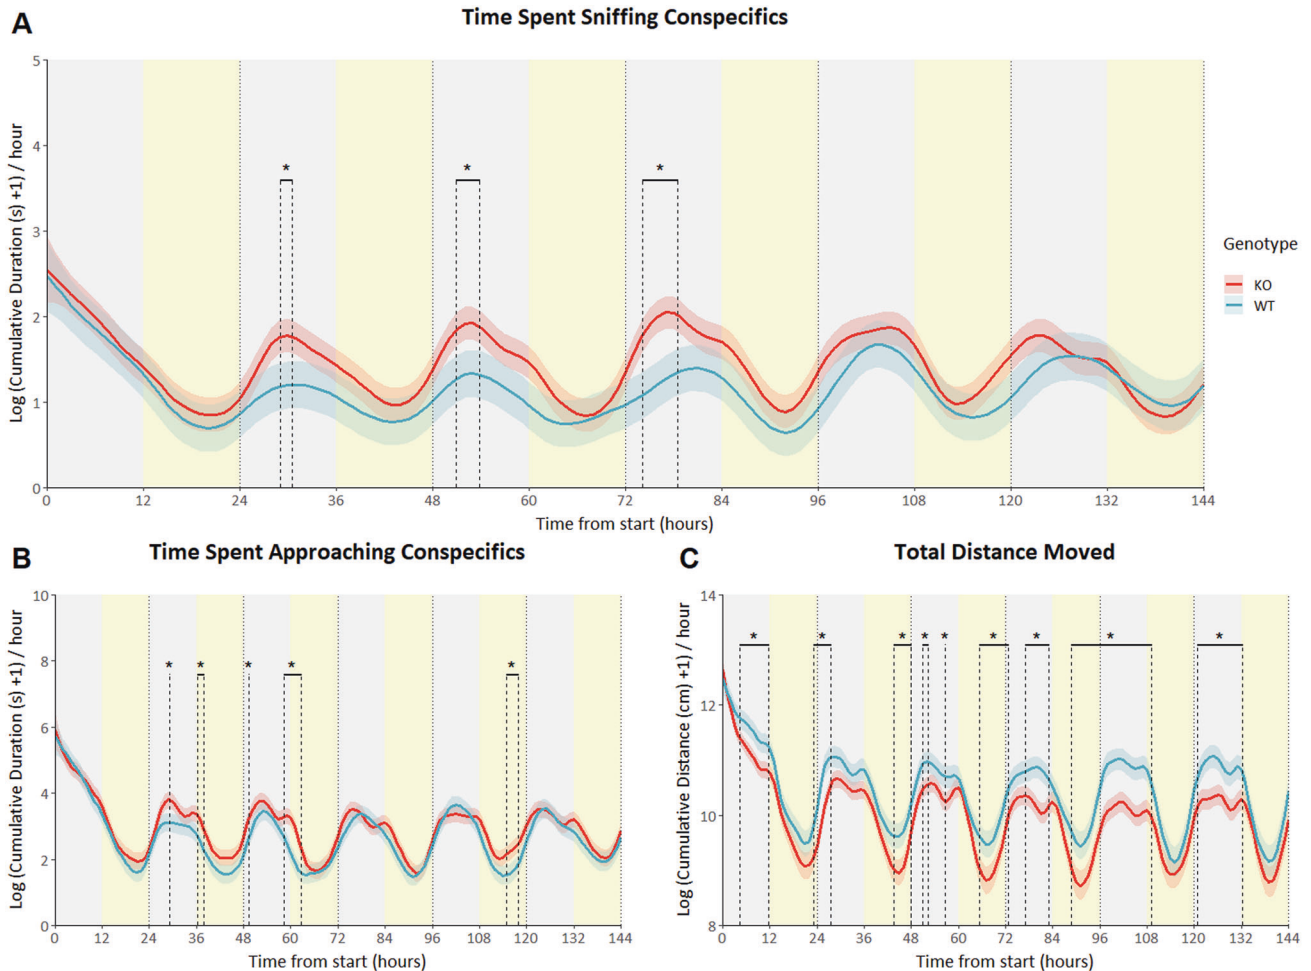 A
Time Spent Sniffing Conspecifics
Log (Cumulative Duration (s) +1) / hour
5
4
3
2
1
0
* * *
0 12 24 36 48 60 72 84 96 108 120 132 144
Time from start (hours)
Genotype
KO
WT
B
Time Spent Approaching Conspecifics
Log (Cumulative Duration (s) +1) / hour
10
8
6
4
2
0
* * * * *
0 12 24 36 48 60 72 84 96 108 120 132 144
Time from start (hours)
C
Total Distance Moved
Log (Cumulative Distance (cm) +1) / hour
14
12
10
8
* * * * * * * * *
0 12 24 36 48 60 72 84 96 108 120 132 144
Time from start (hours)